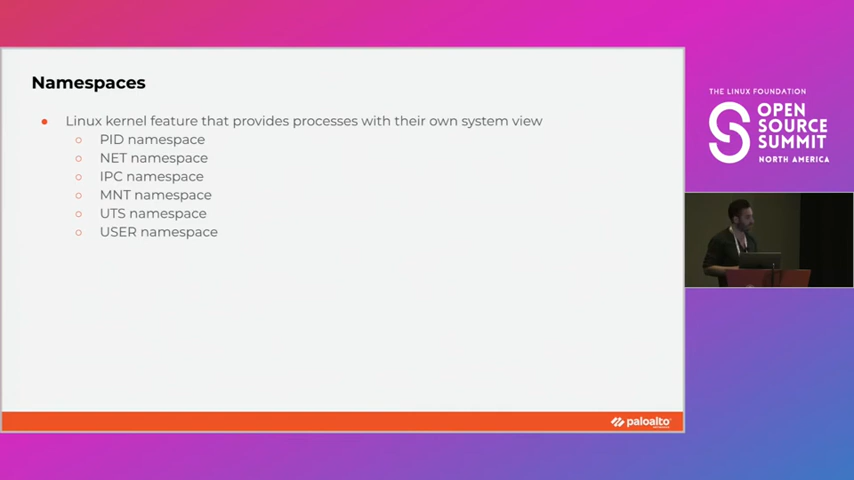 Namespaces
● Linux kernel feature that provides processes with their own system view
○ PID namespace
○ NET namespace
○ IPC namespace
○ MNT namespace
○ UTS namespace
○ USER namespace
paloalto
THE LINUX FOUNDATION
OPEN
SOURCE
SUMMIT
NORTH AMERICA